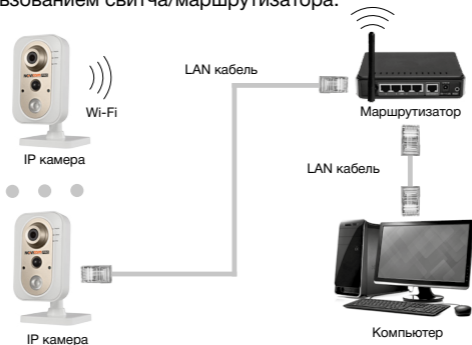 зованием свитча/маршрутизатора.
LAN кабель
Wi-Fi
Маршрутизатор
IP камера
LAN кабель
IP камера
Компьютер